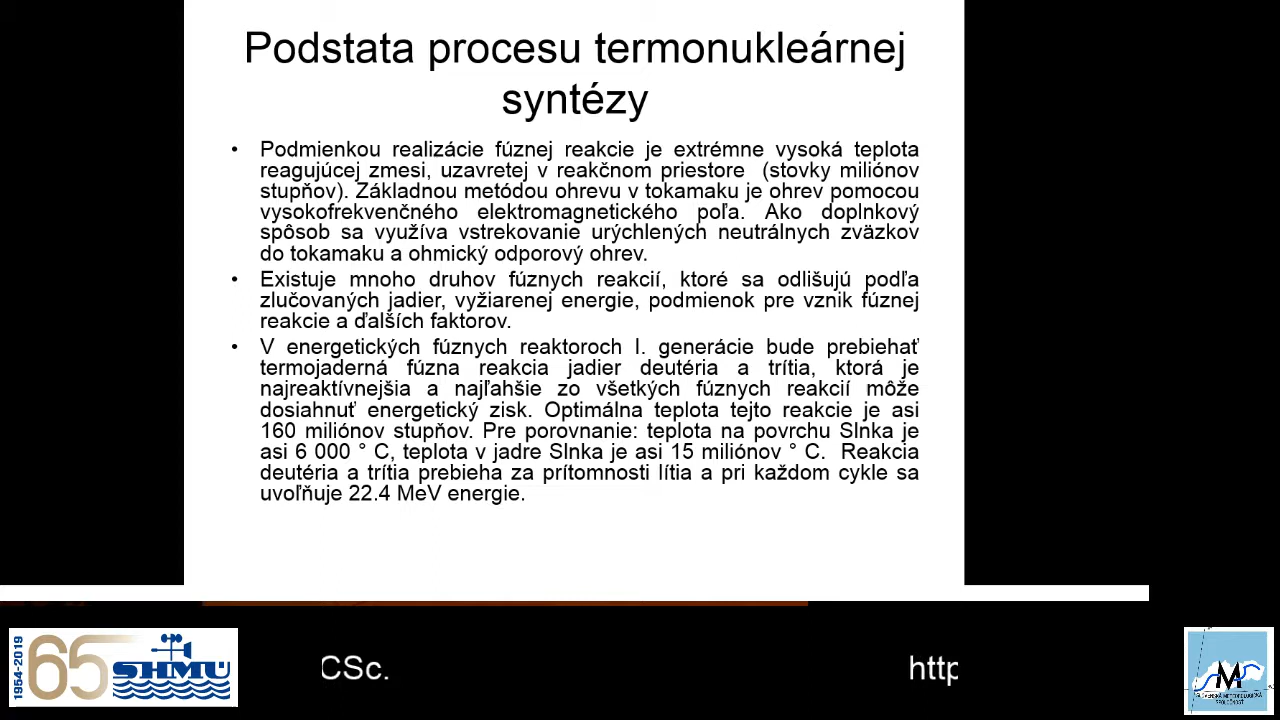 Podstata procesu termonukleárnej
syntézy
• Podmienkou realizácie fúznej reakcie je extrémne vysoká teplota
reagujúcej zmesi, uzavretej v reakčnom priestore (stovky miliónov
stupňov). Základnou metódou ohrevu v tokamaku je ohrev pomocou
vysokofrekvenčného elektromagnetického poľa. Ako doplnkový
spôsob sa využíva vstrekovanie urýchlených neutrálnych zväzkov
do tokamaku a ohmický odporový ohrev.
• Existuje mnoho druhov fúznych reakcií, ktoré sa odlišujú podľa
zlučovaných jadier, vyžiarenej energie, podmienok pre vznik fúznej
reakcie a ďalších faktorov.
• V energetických fúznych reaktoroch I. generácie bude prebiehať
termojaderná fúzna reakcia jadier deutéria a trítia, ktorá je
najreaktívnejšia a najľahšie zo všetkých fúznych reakcií môže
dosiahnuť energetický zisk. Optimálna teplota tejto reakcie je asi
160 miliónov stupňov. Pre porovnanie: teplota na povrchu Slnka je
asi 6 000 ° C, teplota v jadre Slnka je asi 15 miliónov ° C. Reakcia
deutéria a trítia prebieha za prítomnosti lítia a pri každom cykle sa
uvoľňuje 22.4 MeV energie.
1954-2019
65
SHMÚ
CSc.
http
M
SLOVENSKÁ METEOROLOGICKÁ
SPOLOČNOSŤ